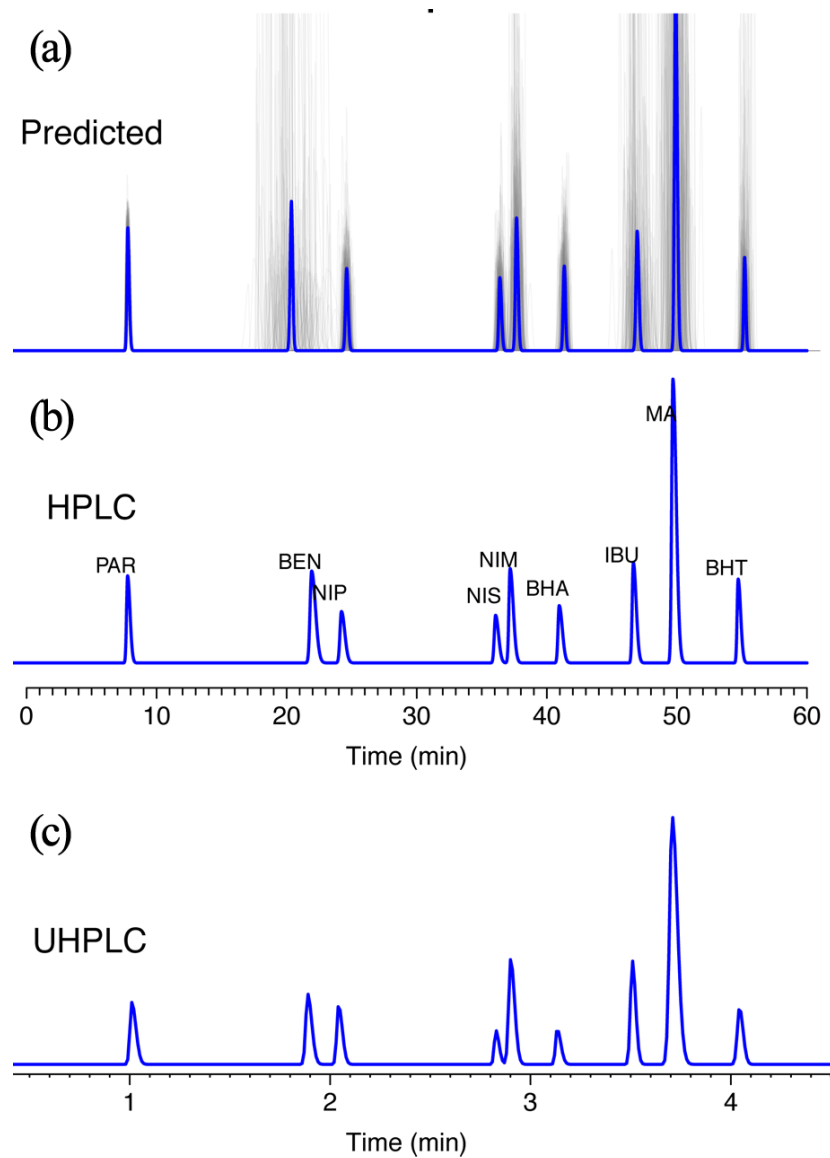 (a)
Predicted
(b)
HPLC
PAR
BEN
NIP
NIS
NIM
BHA
IBU
MA
BHT
0 10 20 30 40 50 60
Time (min)
(c)
UHPLC
1 2 3 4
Time (min)